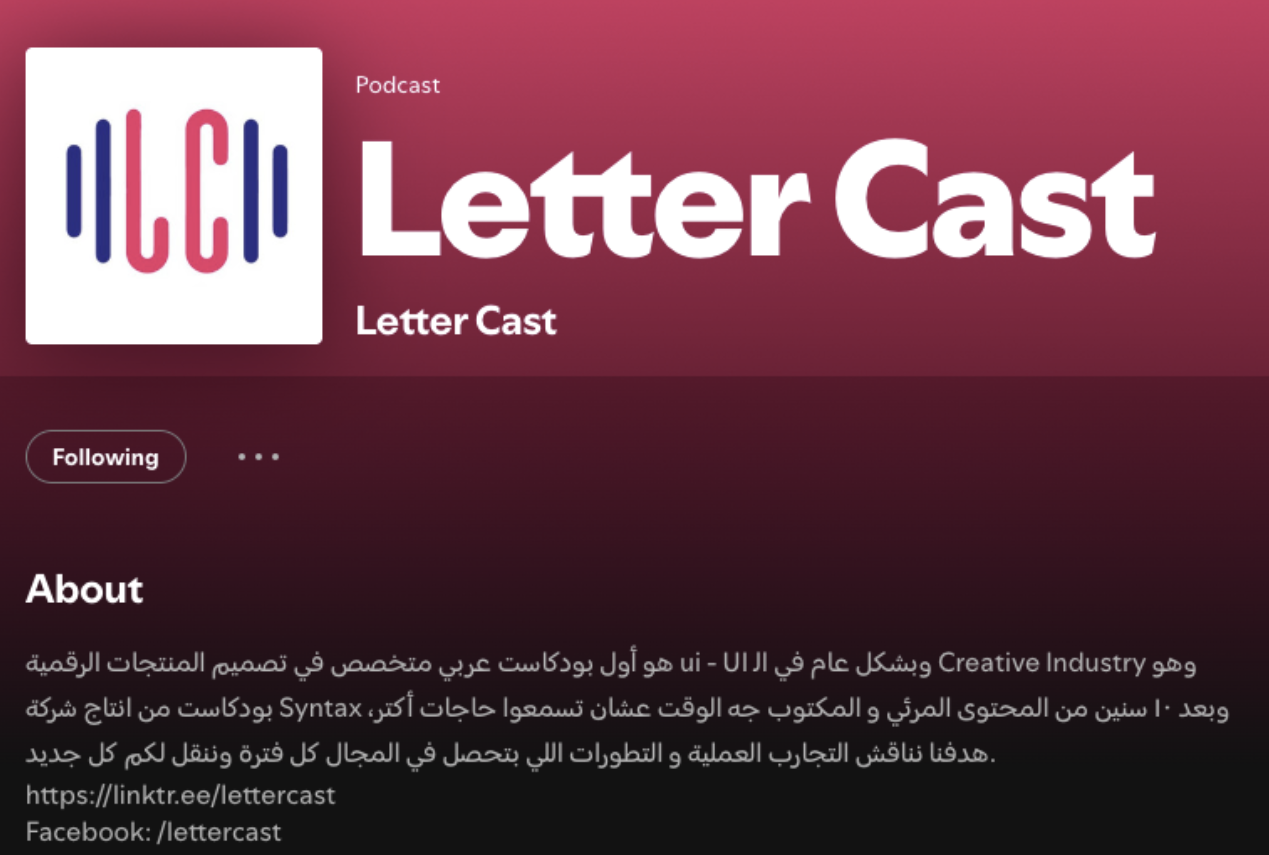 LC
Podcast
Letter Cast
Letter Cast
Following
About
هو أول بودكاست عربي متخصص في تصميم المنتجات الرقمية ui - UI وبشكل عام في الـ Creative Industry وهو
بودكاست من انتاج شركة Syntax وبعد ١٠ سنين من المحتوى المرئي و المكتوب جه الوقت عشان تسمعوا حاجات أكتر،
هدفنا نناقش التجارب العملية و التطورات اللي بتحصل في المجال كل فترة وننقل لكم كل جديد.
https://linktr.ee/lettercast
Facebook: /lettercast